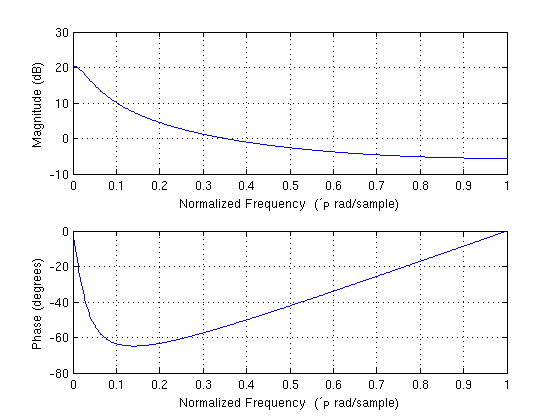 30
20
10
0
-10
Magnitude (dB)
0 0.1 0.2 0.3 0.4 0.5 0.6 0.7 0.8 0.9 1
Normalized Frequency (´p rad/sample)
0
-20
-40
-60
-80
Phase (degrees)
0 0.1 0.2 0.3 0.4 0.5 0.6 0.7 0.8 0.9 1
Normalized Frequency (´p rad/sample)